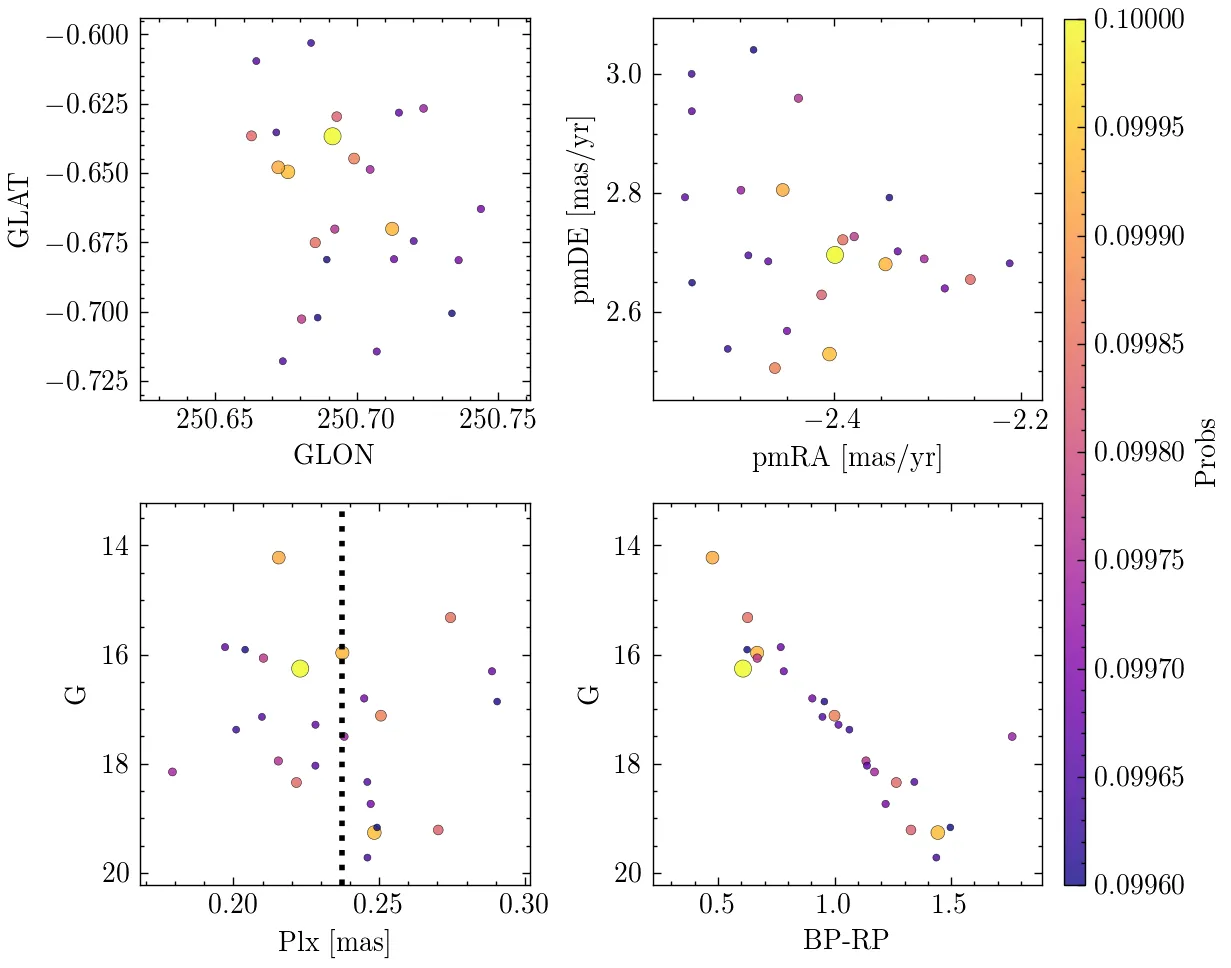 −0.600
−0.625
−0.650
−0.675
−0.700
−0.725
GLAT
250.65 250.70 250.75
GLON
3.0
2.8
2.6
pmDE [mas/yr]
−2.4 −2.2
pmRA [mas/yr]
14
16
18
20
G
0.20 0.25 0.30
Plx [mas]
14
16
18
20
G
0.5 1.0 1.5
BP-RP
0.10000
0.09995
0.09990
0.09985
0.09980
0.09975
0.09970
0.09965
0.09960
Probs